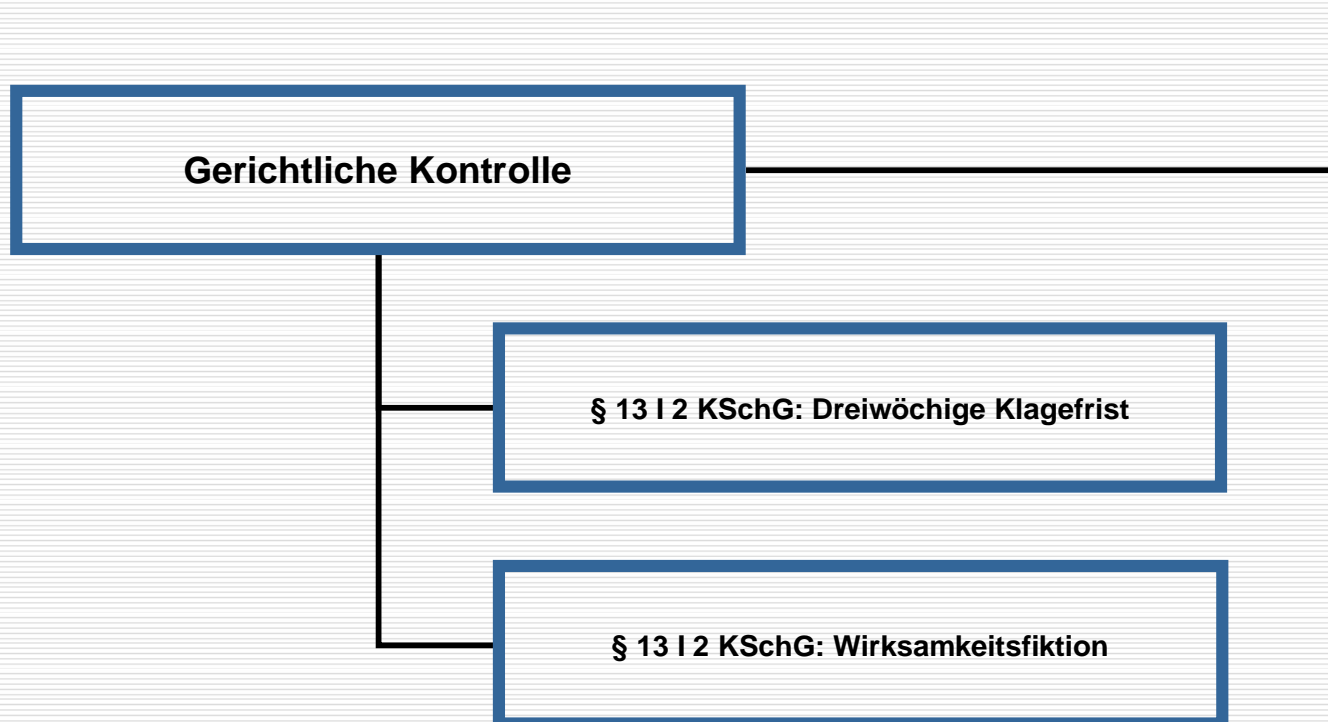 Gerichtliche Kontrolle
§ 13 I 2 KSchG: Dreiwöchige Klagefrist
§ 13 I 2 KSchG: Wirksamkeitsfiktion